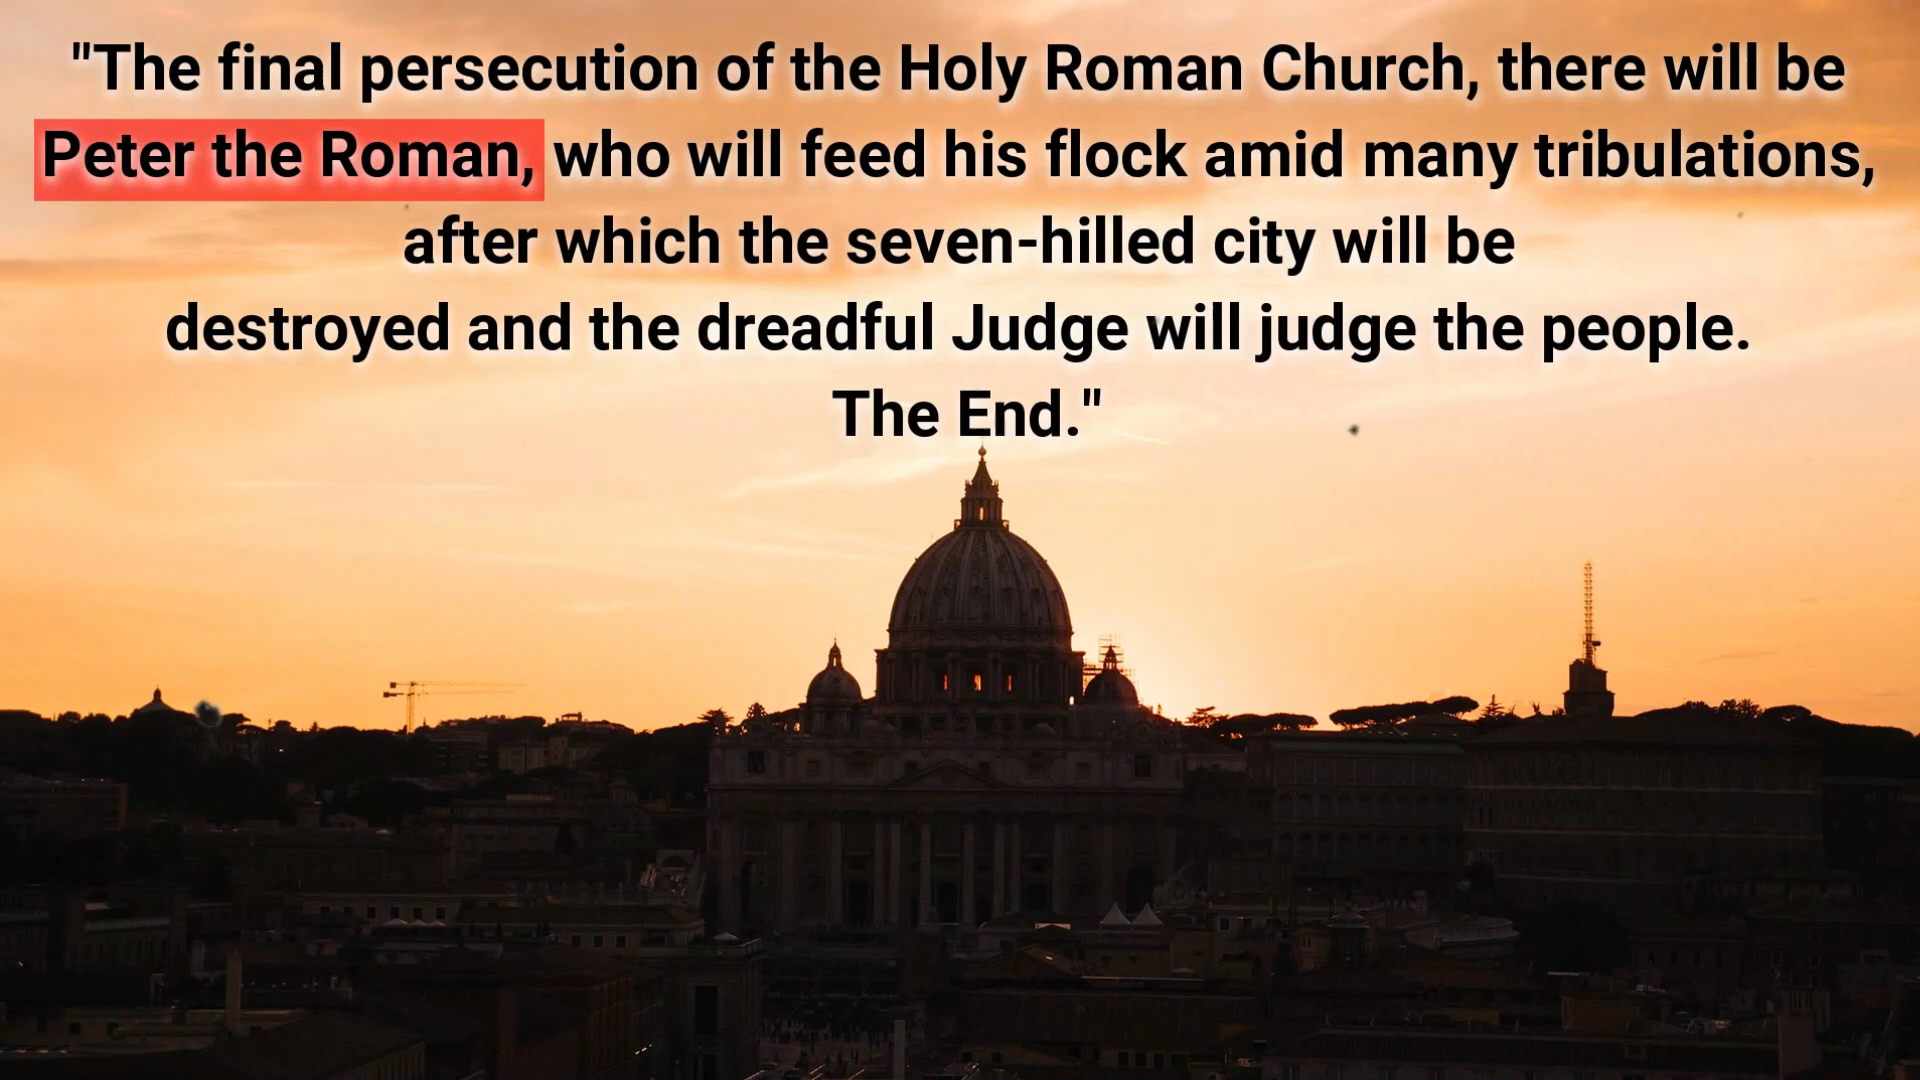 "The final persecution of the Holy Roman Church, there will be
Peter the Roman, who will feed his flock amid many tribulations,
after which the seven-hilled city will be
destroyed and the dreadful Judge will judge the people.
The End."